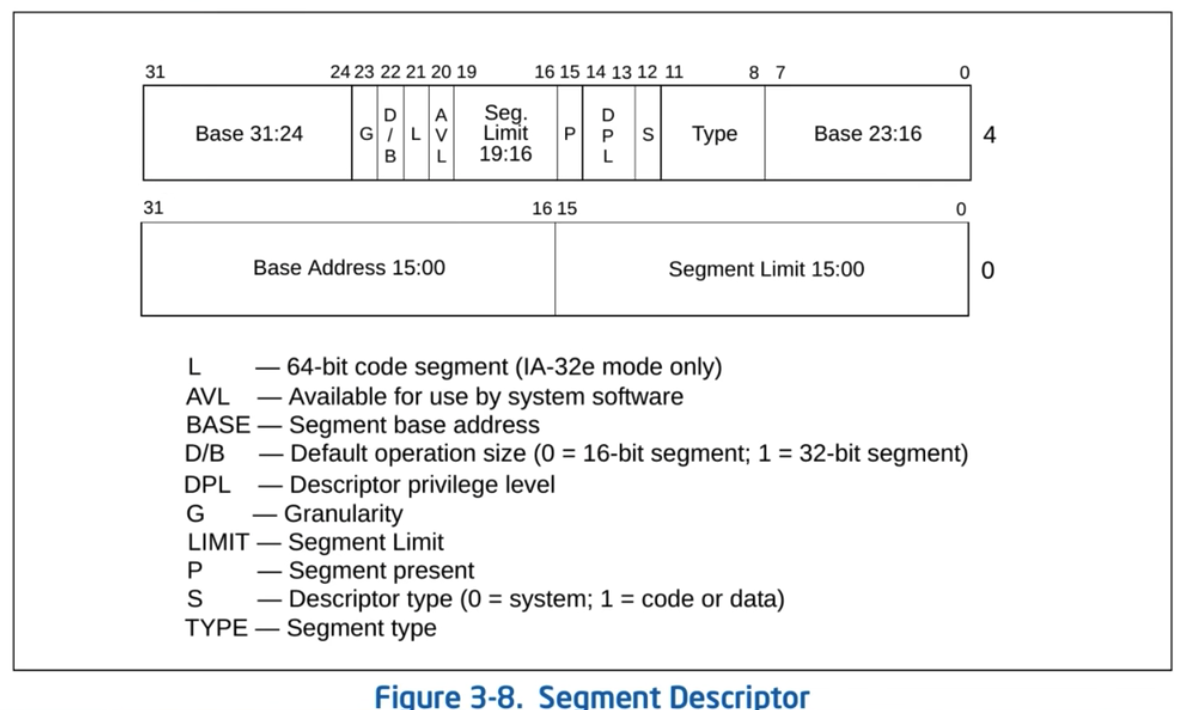 31 24 23 22 21 20 19 16 15 14 13 12 11 8 7 0
Base 31:24 G D/B L AVL Seg. Limit 19:16 P DPL S Type Base 23:16 4
31 16 15 0
Base Address 15:00 Segment Limit 15:00 0
L — 64-bit code segment (IA-32e mode only)
AVL — Available for use by system software
BASE — Segment base address
D/B — Default operation size (0 = 16-bit segment; 1 = 32-bit segment)
DPL — Descriptor privilege level
G — Granularity
LIMIT — Segment Limit
P — Segment present
S — Descriptor type (0 = system; 1 = code or data)
TYPE — Segment type
Figure 3-8. Segment Descriptor